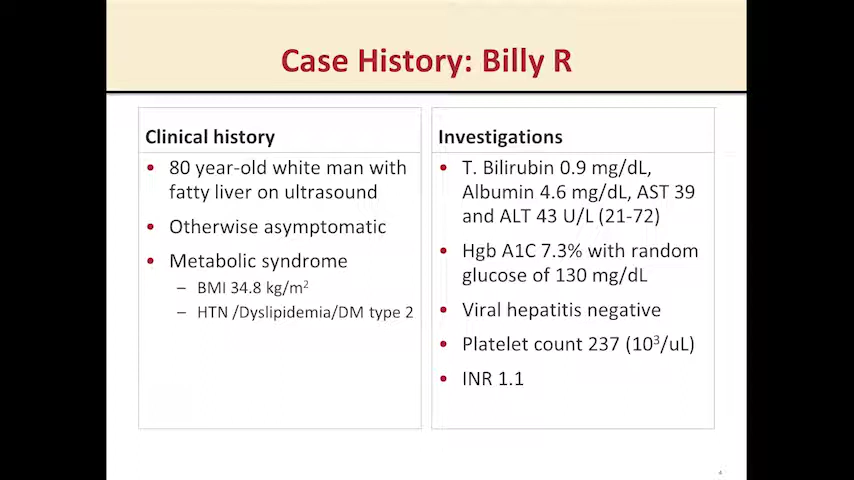 Case History: Billy R
Clinical history
• 80 year-old white man with
fatty liver on ultrasound
• Otherwise asymptomatic
• Metabolic syndrome
– BMI 34.8 kg/m²
– HTN /Dyslipidemia/DM type 2
Investigations
• T. Bilirubin 0.9 mg/dL,
Albumin 4.6 mg/dL, AST 39
and ALT 43 U/L (21-72)
• Hgb A1C 7.3% with random
glucose of 130 mg/dL
• Viral hepatitis negative
• Platelet count 237 (10³/uL)
• INR 1.1
4